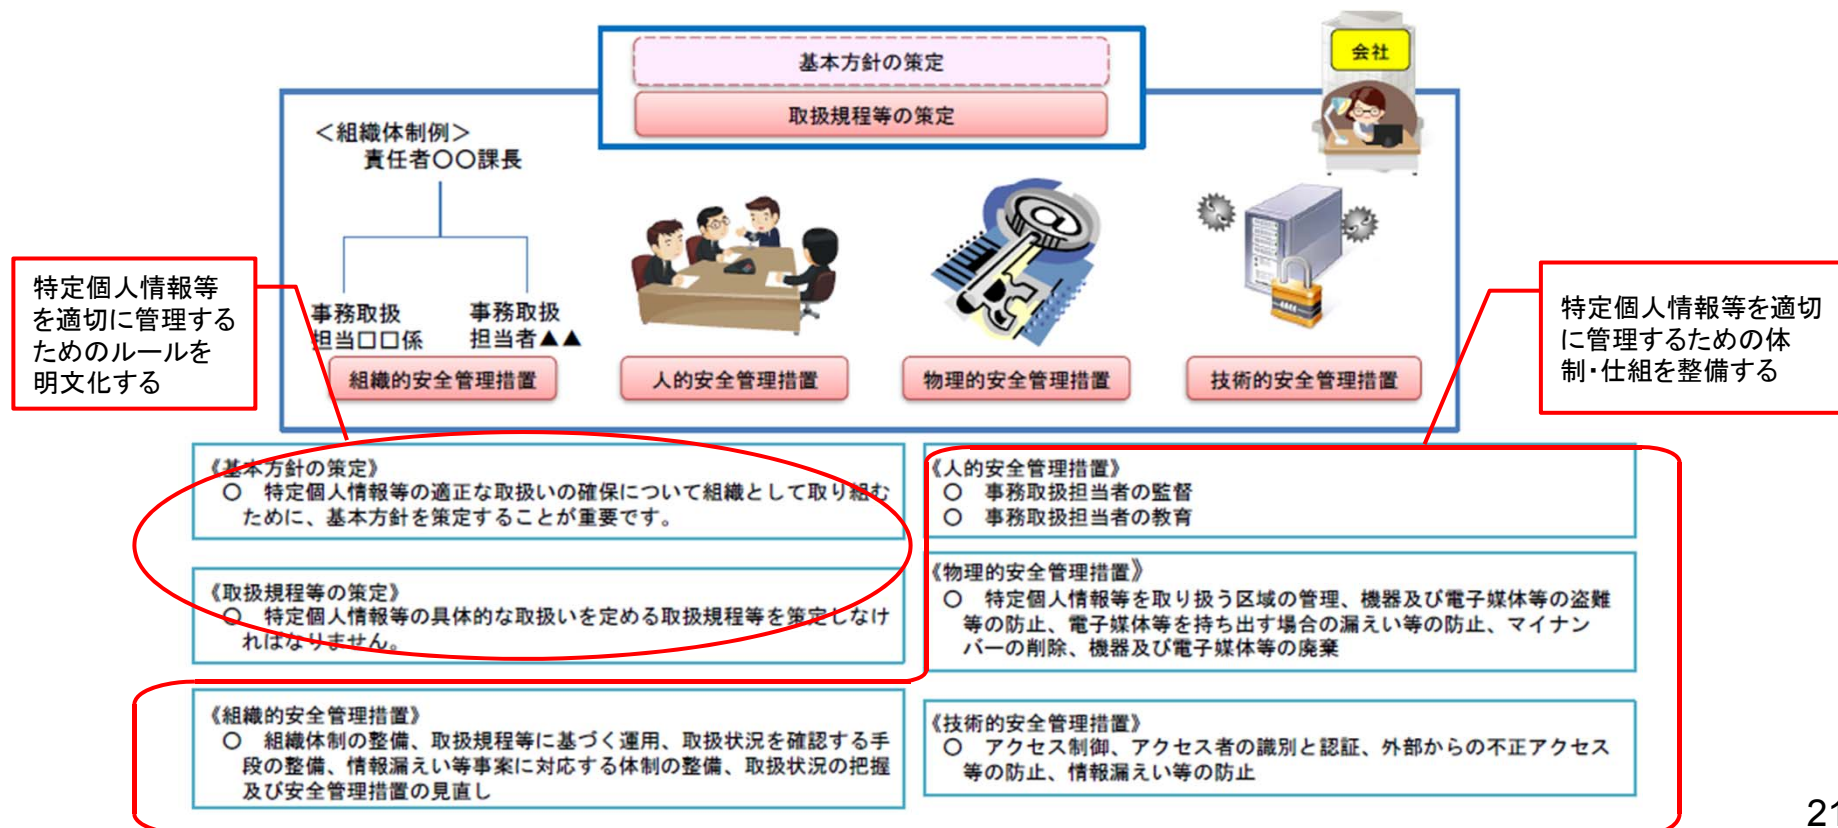 基本方針の策定
取扱規程等の策定
会社
＜組織体制例＞
責任者〇〇課長
事務取扱
担当□□係
事務取扱
担当者▲▲
組織的安全管理措置
人的安全管理措置
物理的安全管理措置
技術的安全管理措置
特定個人情報等
を適切に管理する
ためのルールを
明文化する
特定個人情報等を適切
に管理するための体
制・仕組を整備する
《基本方針の策定》
〇　特定個人情報等の適正な取扱いの確保について組織として取り組む
ために、基本方針を策定することが重要です。
《取扱規程等の策定》
〇　特定個人情報等の具体的な取扱いを定める取扱規程等を策定しなけ
ればなりません。
《組織的安全管理措置》
〇　組織体制の整備、取扱規程等に基づく運用、取扱状況を確認する手
段の整備、情報漏えい等事案に対応する体制の整備、取扱状況の把握
及び安全管理措置の見直し
《人的安全管理措置》
〇　事務取扱担当者の監督
〇　事務取扱担当者の教育
《物理的安全管理措置》
〇　特定個人情報等を取り扱う区域の管理、機器及び電子媒体等の盗難
等の防止、電子媒体等を持ち出す場合の漏えい等の防止、マイナン
バーの削除、機器及び電子媒体等の廃棄
《技術的安全管理措置》
〇　アクセス制御、アクセス者の識別と認証、外部からの不正アクセス
等の防止、情報漏えい等の防止
21